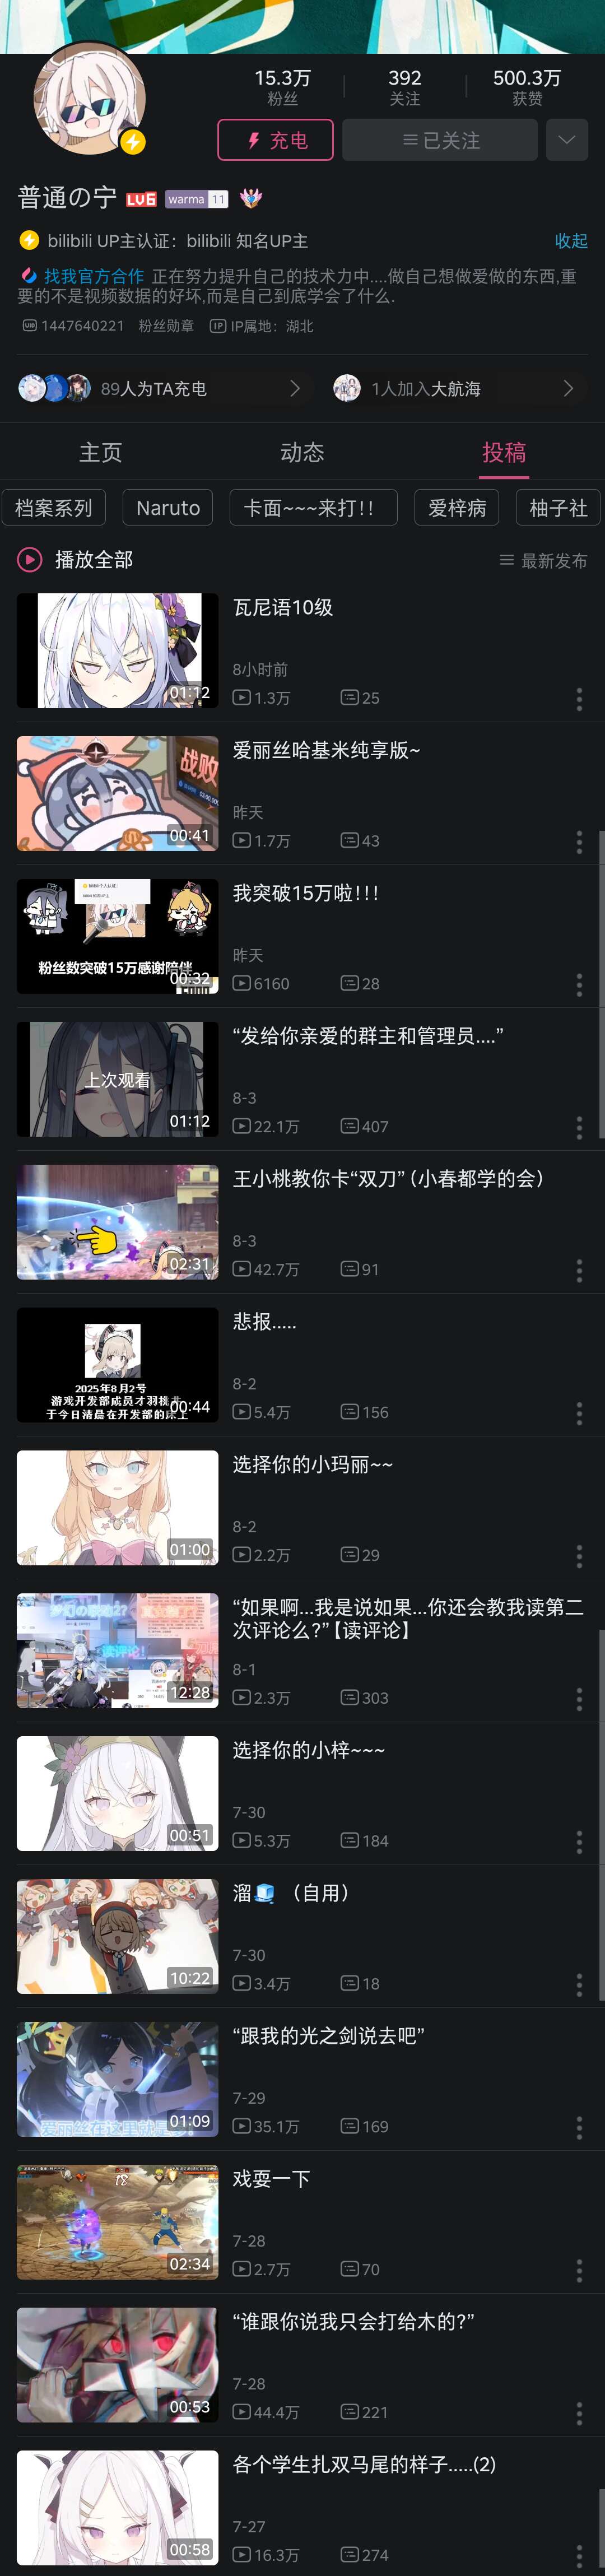 15.3万 392 500.3万
粉丝 关注 获赞
充电 已关注
普通の宁 LV6 warma 11
bilibili UP主认证：bilibili 知名UP主 收起
找我官方合作 正在努力提升自己的技术力中....做自己想做爱做的东西,重
要的不是视频数据的好坏,而是自己到底学会了什么.
UID 1447640221 粉丝勋章 IP IP属地：湖北
89人为TA充电 1人加入大航海
主页 动态 投稿
档案系列 Naruto 卡面~~~来打!! 爱梓病 柚子社
播放全部 最新发布
瓦尼语10级
8小时前
01:12
1.3万 25
爱丽丝哈基米纯享版~
战败
昨天
00:41
1.7万 43
我突破15万啦!!!
昨天
粉丝数突破15万感谢陪伴
00:32
6160 28
“发给你亲爱的群主和管理员....”
上次观看
8-3
01:12
22.1万 407
王小桃教你卡“双刀” (小春都学的会）
8-3
02:31
42.7万 91
悲报.....
8-2
2025年8月2号
游戏开发部成员才羽桃井
于今日清晨在开发部的床上
00:44
5.4万 156
选择你的小玛丽~~
8-2
01:00
2.2万 29
“如果啊...我是说如果...你还会教我读第二
次评论么?”【读评论】
读评论!
8-1
12:28
2.3万 303
选择你的小梓~~~
7-30
00:51
5.3万 184
溜🧊 （自用）
7-30
10:22
3.4万 18
“跟我的光之剑说去吧”
7-29
01:09
爱丽丝在这里就是
35.1万 169
戏耍一下
7-28
02:34
2.7万 70
“谁跟你说我只会打给木的?”
7-28
00:53
44.4万 221
各个学生扎双马尾的样子.....(2)
7-27
00:58
16.3万 274